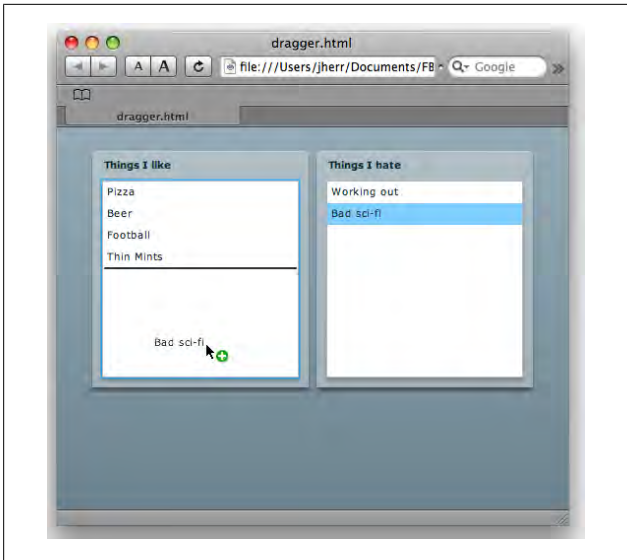 dragger.html
A A file:///Users/jherr/Documents/FB Google
dragger.html
Things I like
Pizza
Beer
Football
Thin Mints
Bad sci-fi
Things I hate
Working out
Bad sci-fi